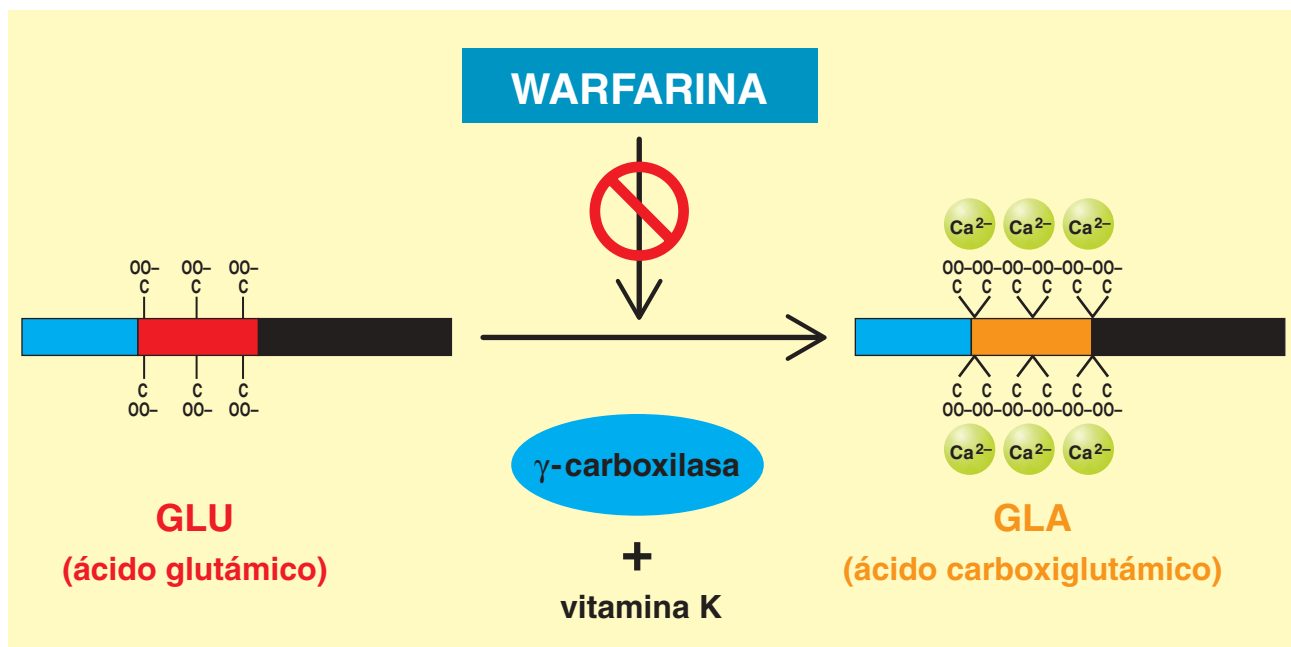 WARFARINA
Ca2– Ca2– Ca2–
OO– OO– OO–
C C C
OO–OO–OO–OO–OO–OO–
C C C C C C
C C C
OO– OO– OO–
C C C C C C
OO–OO–OO–OO–OO–OO–
Ca2– Ca2– Ca2–
γ-carboxilasa
+
vitamina K
GLU
(ácido glutámico)
GLA
(ácido carboxiglutámico)